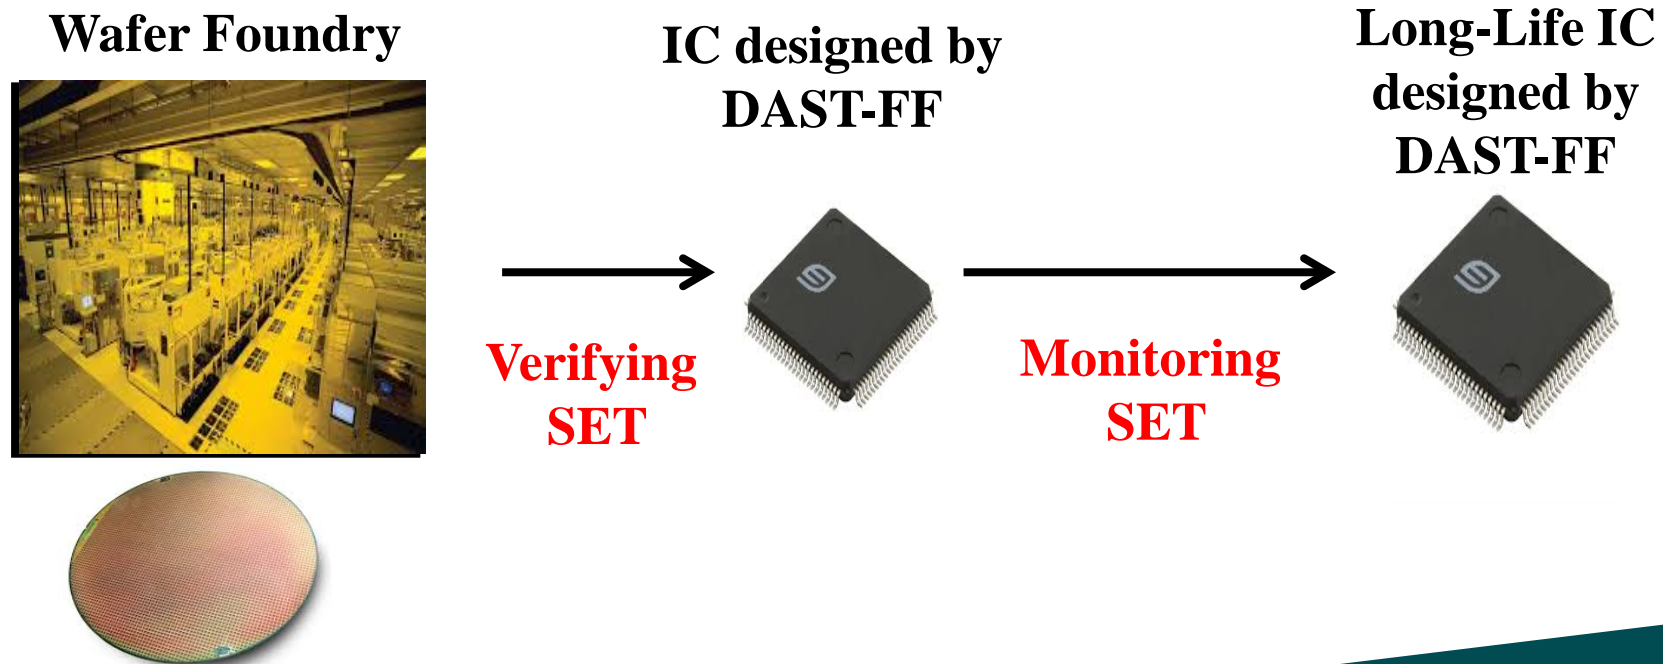 Wafer Foundry
IC designed by
DAST-FF
Long-Life IC
designed by
DAST-FF
Verifying
SET
Monitoring
SET